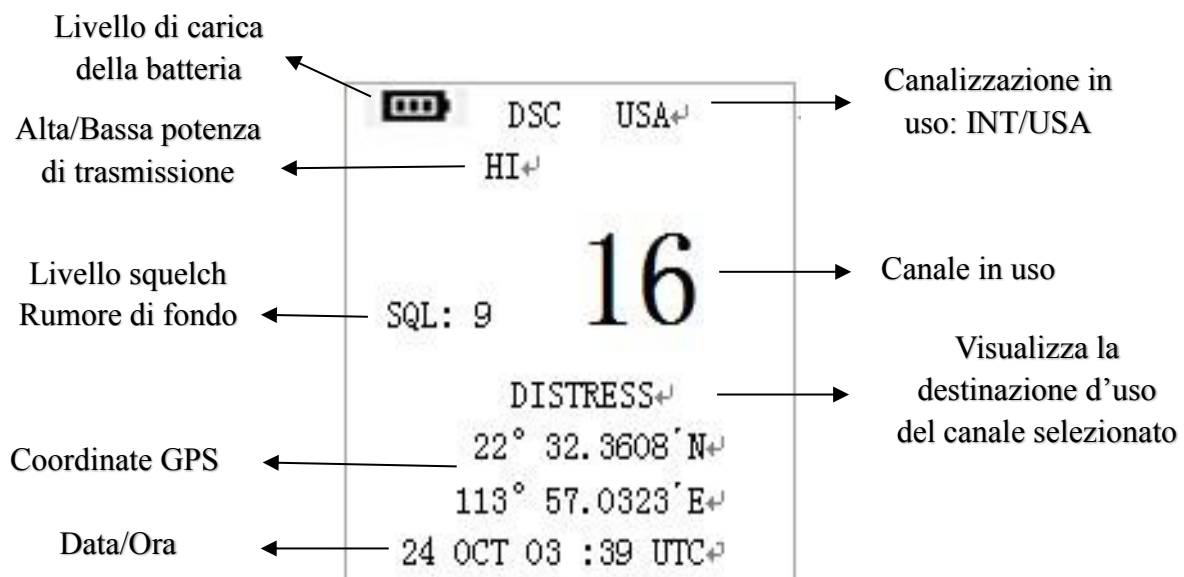 Livello di carica
della batteria
Alta/Bassa potenza
di trasmissione
Livello squelch
Rumore di fondo
Coordinate GPS
Data/Ora
DSC USA↵
HI↵
16
SQL: 9
DISTRESS↵
22° 32.3608′N↵
113° 57.0323′E↵
24 OCT 03 :39 UTC↵
Canalizzazione in
uso: INT/USA
Canale in uso
Visualizza la
destinazione d’uso
del canale selezionato